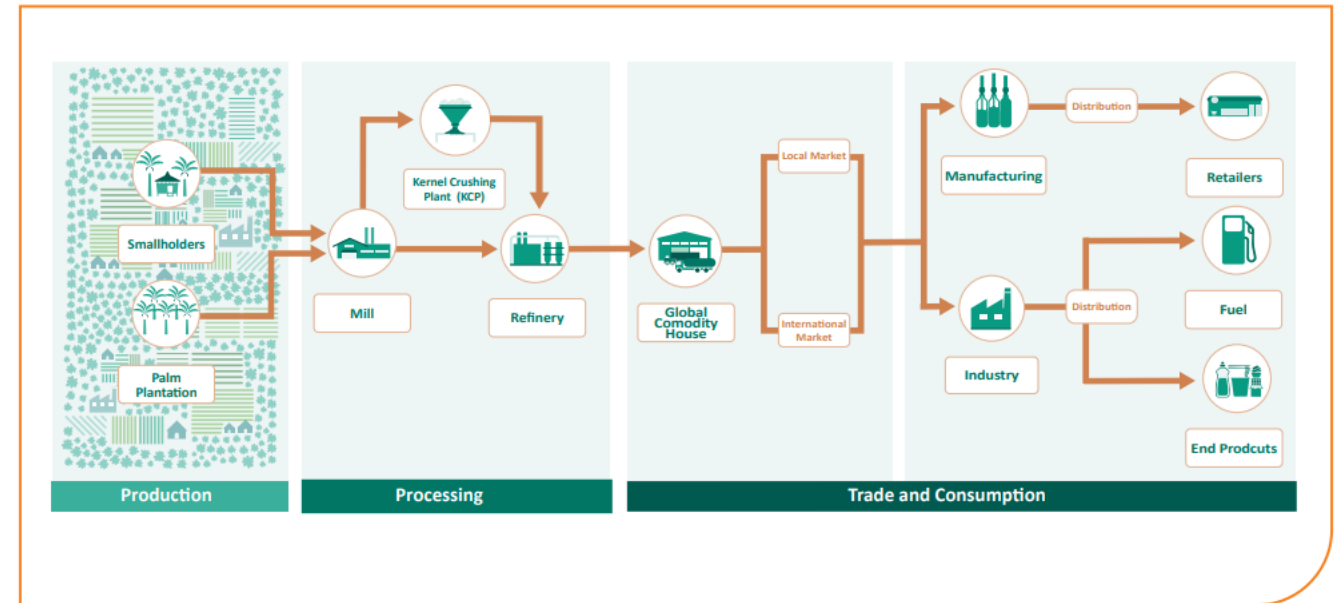 Smallholders
Palm
Plantation
Production
Kernel Crushing
Plant (KCP)
Mill
Refinery
Processing
Global
Comodity
House
Local Market
International
Market
Manufacturing
Distribution
Retailers
Industry
Distribution
Fuel
End Prodcuts
Trade and Consumption